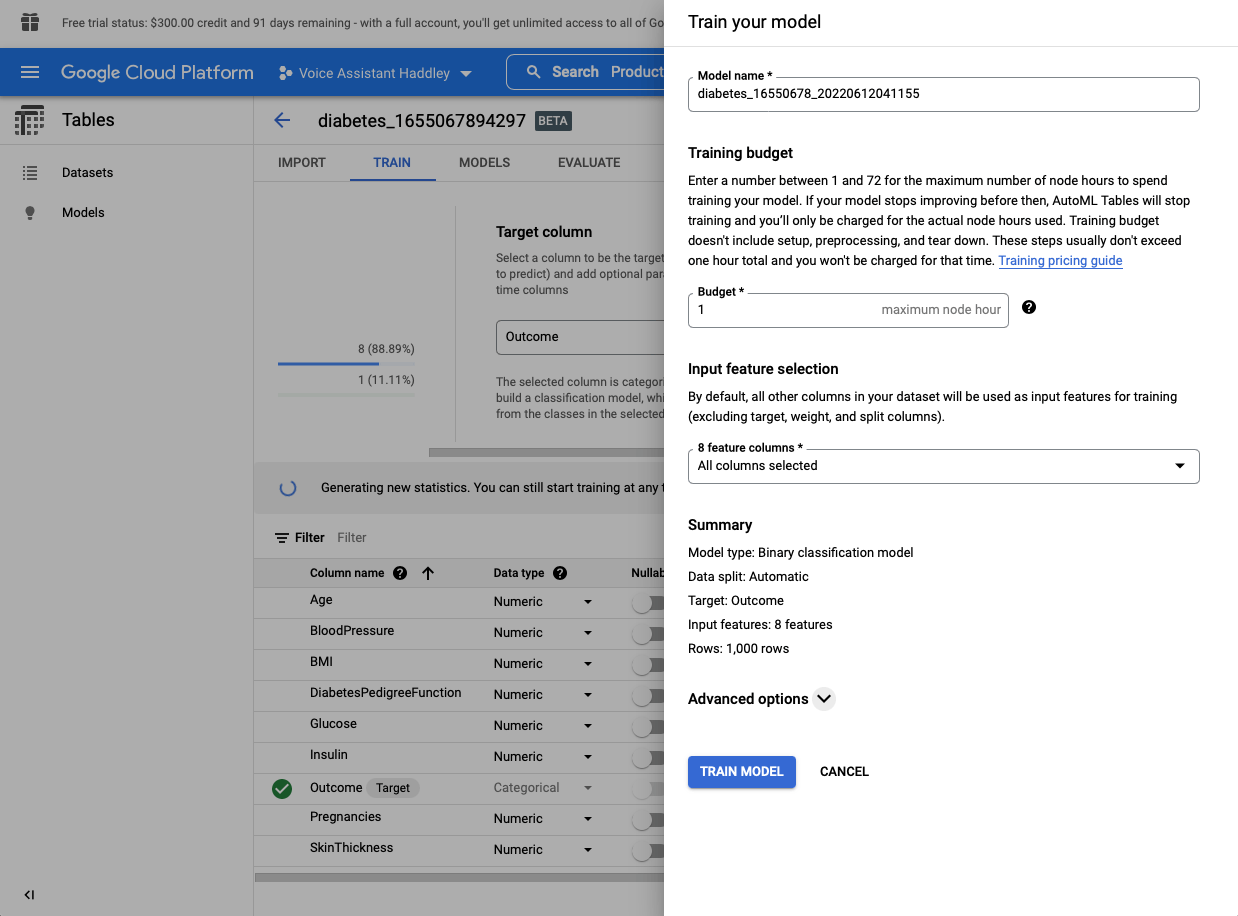 Free trial status: $300.00 credit and 91 days remaining - with a full account, you'll get unlimited access to all of Go
Google Cloud Platform
Voice Assistant Haddley
Search Product
Tables
diabetes_1655067894297 BETA
Datasets
Models
IMPORT
TRAIN
MODELS
EVALUATE
Target column
Select a column to be the target
to predict) and add optional par
time columns
8 (88.89%)
1 (11.11%)
Outcome
The selected column is categori
build a classification model, whi
from the classes in the selected
Generating new statistics. You can still start training at any t
Filter Filter
Column name Data type Nullab
Age Numeric
BloodPressure Numeric
BMI Numeric
DiabetesPedigreeFunction Numeric
Glucose Numeric
Insulin Numeric
Outcome Target Categorical
Pregnancies Numeric
SkinThickness Numeric
Train your model
Model name *
diabetes_16550678_20220612041155
Training budget
Enter a number between 1 and 72 for the maximum number of node hours to spend
training your model. If your model stops improving before then, AutoML Tables will stop
training and you'll only be charged for the actual node hours used. Training budget
doesn't include setup, preprocessing, and tear down. These steps usually don't exceed
one hour total and you won't be charged for that time. Training pricing guide
Budget *
1 maximum node hour
Input feature selection
By default, all other columns in your dataset will be used as input features for training
(excluding target, weight, and split columns).
8 feature columns *
All columns selected
Summary
Model type: Binary classification model
Data split: Automatic
Target: Outcome
Input features: 8 features
Rows: 1,000 rows
Advanced options
TRAIN MODEL CANCEL